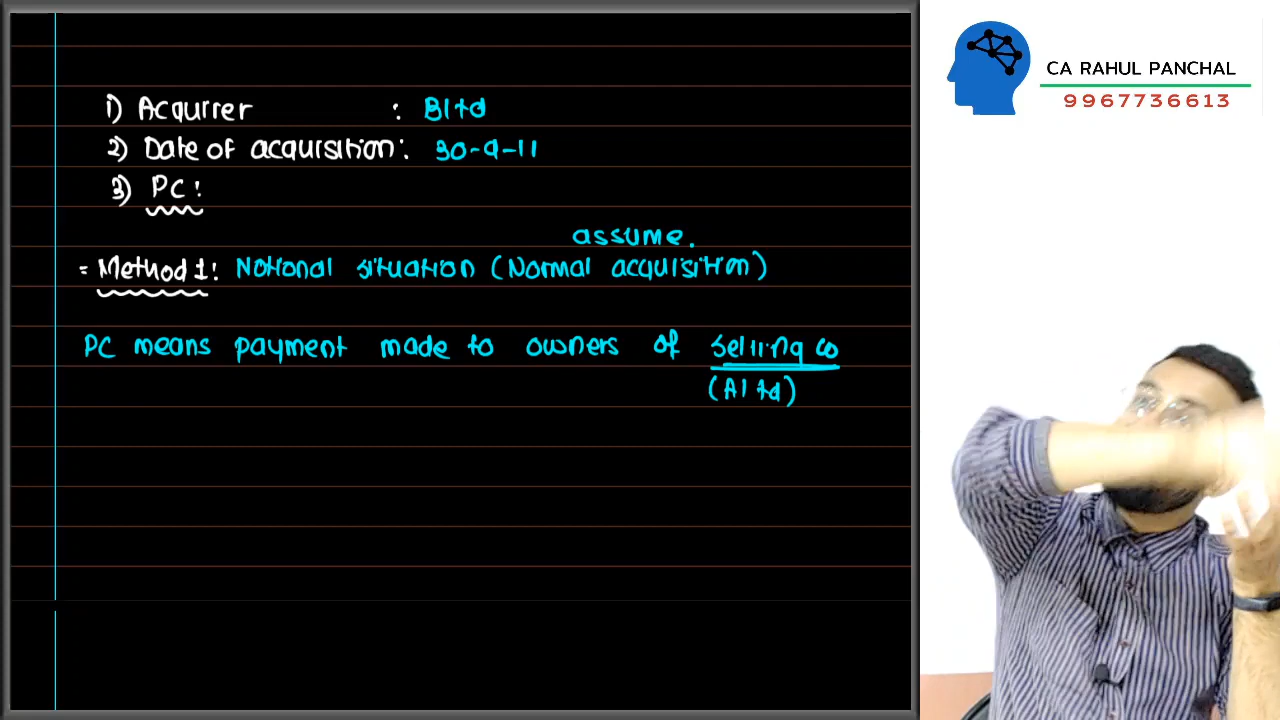 1) Acquirer : B ltd
2) Date of acquisition: 30-9-11
3) PC:
assume.
= Method 1: Notional situation (Normal acquisition)
PC means payment made to owners of selling co
(A ltd)
CA RAHUL PANCHAL
9967736613